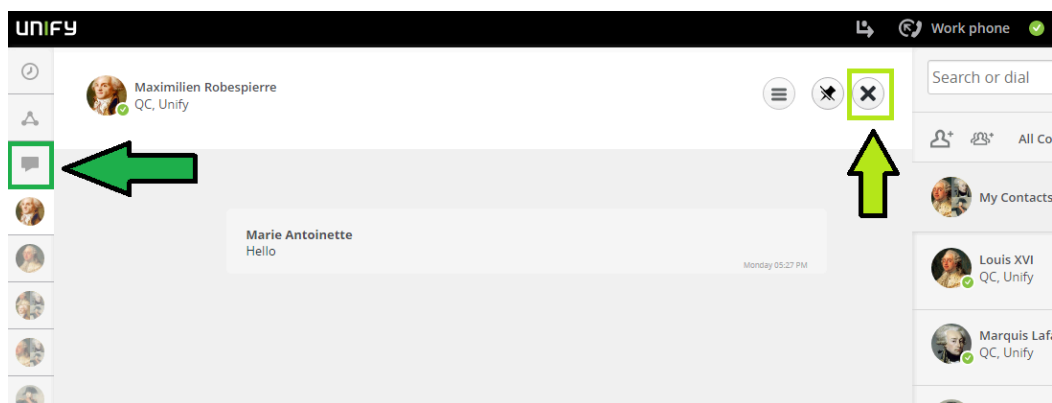 UNIFY
Work phone
Maximilien Robespierre
QC, Unify
Search or dial
All Co
My Contacts
Marie Antoinette
Hello
Monday 05:27 PM
Louis XVI
QC, Unify
Marquis Lafa
QC, Unify